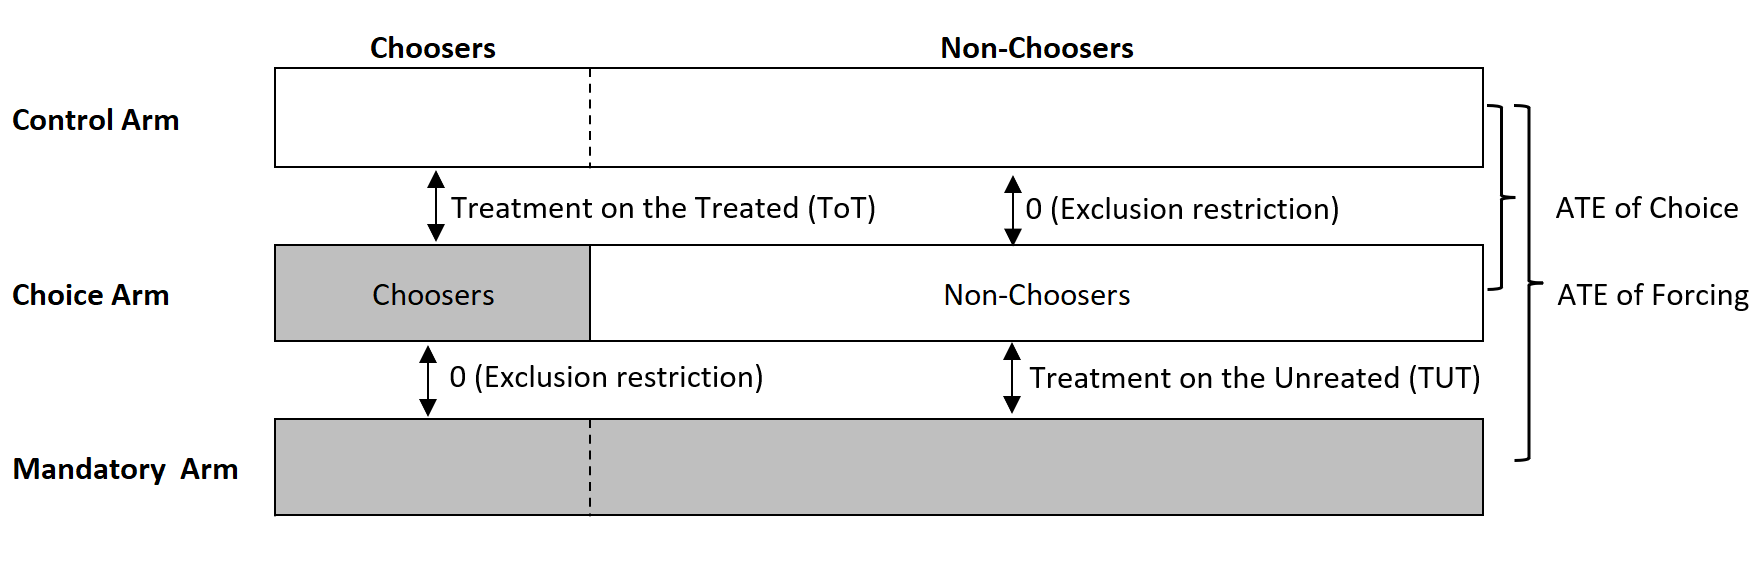 Choosers Non-Choosers
Control Arm
Treatment on the Treated (ToT) 0 (Exclusion restriction) ATE of Choice
Choice Arm Choosers Non-Choosers ATE of Forcing
0 (Exclusion restriction) Treatment on the Unreated (TUT)
Mandatory Arm